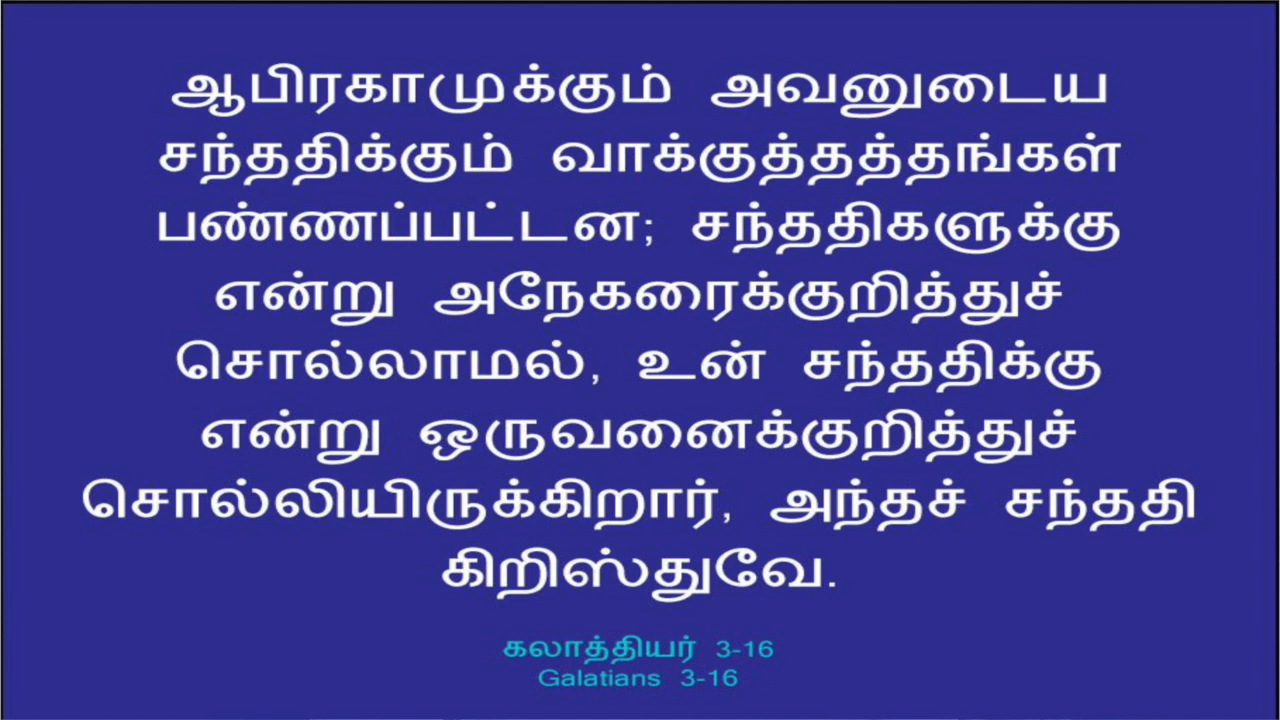 ஆபிரகாமுக்கும் அவனுடைய
சந்ததிக்கும் வாக்குத்தத்தங்கள்
பண்ணப்பட்டன; சந்ததிகளுக்கு
என்று அநேகரைக்குறித்துச்
சொல்லாமல், உன் சந்ததிக்கு
என்று ஒருவனைக்குறித்துச்
சொல்லியிருக்கிறார், அந்தச் சந்ததி
கிறிஸ்துவே.
கலாத்தியர் 3-16
Galatians 3-16